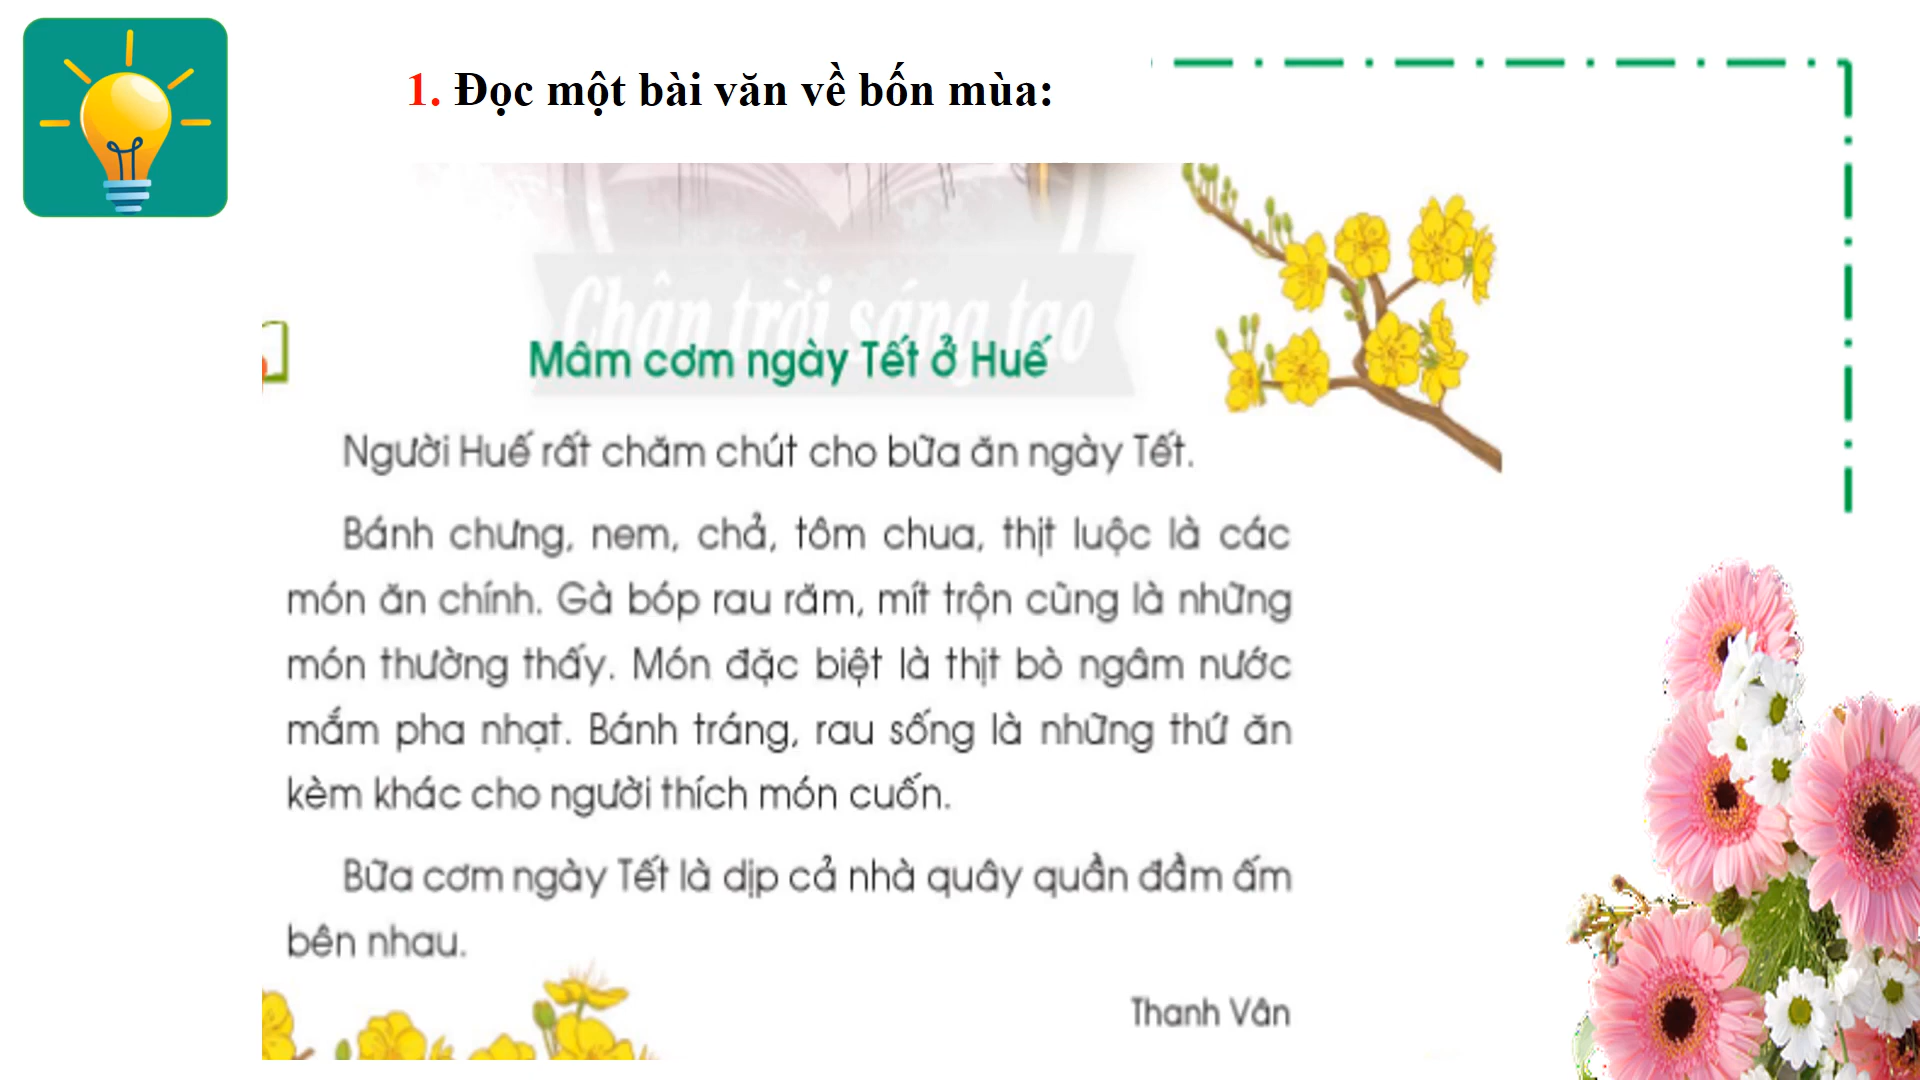 1. Đọc một bài văn về bốn mùa:
Chân trời sáng tạo
Mâm cơm ngày Tết ở Huế
Người Huế rất chăm chút cho bữa ăn ngày Tết.
Bánh chưng, nem, chả, tôm chua, thịt luộc là các
món ăn chính. Gà bóp rau răm, mít trộn cũng là những
món thường thấy. Món đặc biệt là thịt bò ngâm nước
mắm pha nhạt. Bánh tráng, rau sống là những thứ ăn
kèm khác cho người thích món cuốn.
Bữa cơm ngày Tết là dịp cả nhà quây quần đầm ấm
bên nhau.
Thanh Vân